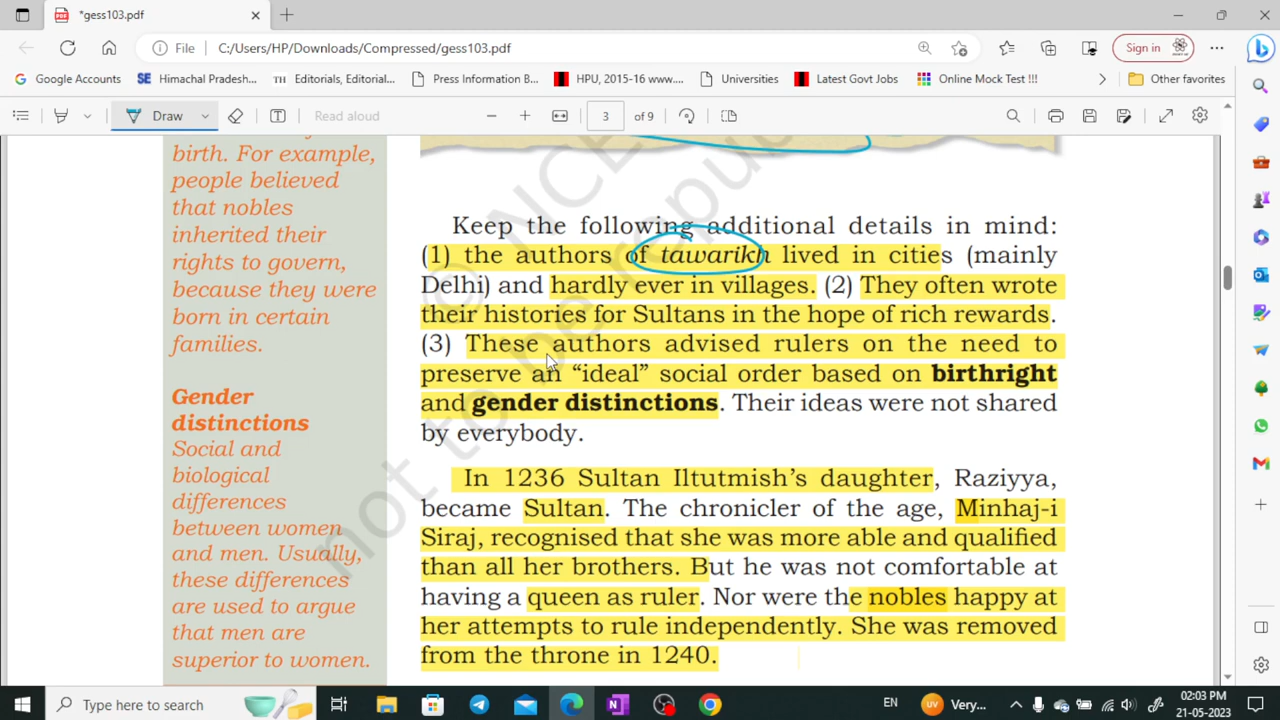 *gess103.pdf
File C:/Users/HP/Downloads/Compressed/gess103.pdf
Sign in
Google Accounts
SE Himachal Pradesh...
TH Editorials, Editorial...
Press Information B...
HPU, 2015-16 www....
Universities
Latest Govt Jobs
Online Mock Test !!!
Other favorites
Draw
Read aloud
3 of 9
birth. For example,
people believed
that nobles
inherited their
rights to govern,
because they were
born in certain
families.
Gender
distinctions
Social and
biological
differences
between women
and men. Usually,
these differences
are used to argue
that men are
superior to women.
Keep the following additional details in mind:
(1) the authors of tawarikh lived in cities (mainly
Delhi) and hardly ever in villages. (2) They often wrote
their histories for Sultans in the hope of rich rewards.
(3) These authors advised rulers on the need to
preserve an “ideal” social order based on birthright
and gender distinctions. Their ideas were not shared
by everybody.
In 1236 Sultan Iltutmish’s daughter, Raziyya,
became Sultan. The chronicler of the age, Minhaj-i
Siraj, recognised that she was more able and qualified
than all her brothers. But he was not comfortable at
having a queen as ruler. Nor were the nobles happy at
her attempts to rule independently. She was removed
from the throne in 1240.
not to be repu
Type here to search
UV Very...
EN
02:03 PM
21-05-2023